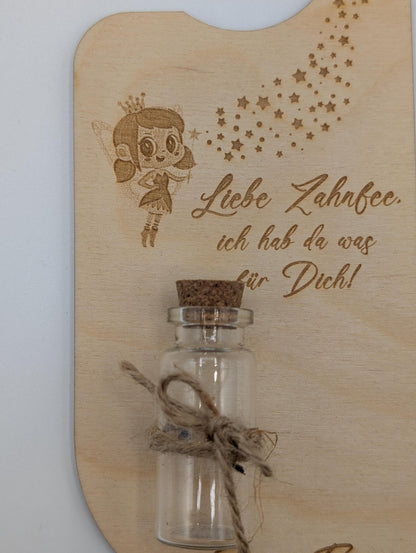 Liebe Zahnfee.
ich hab da was
für Dich!